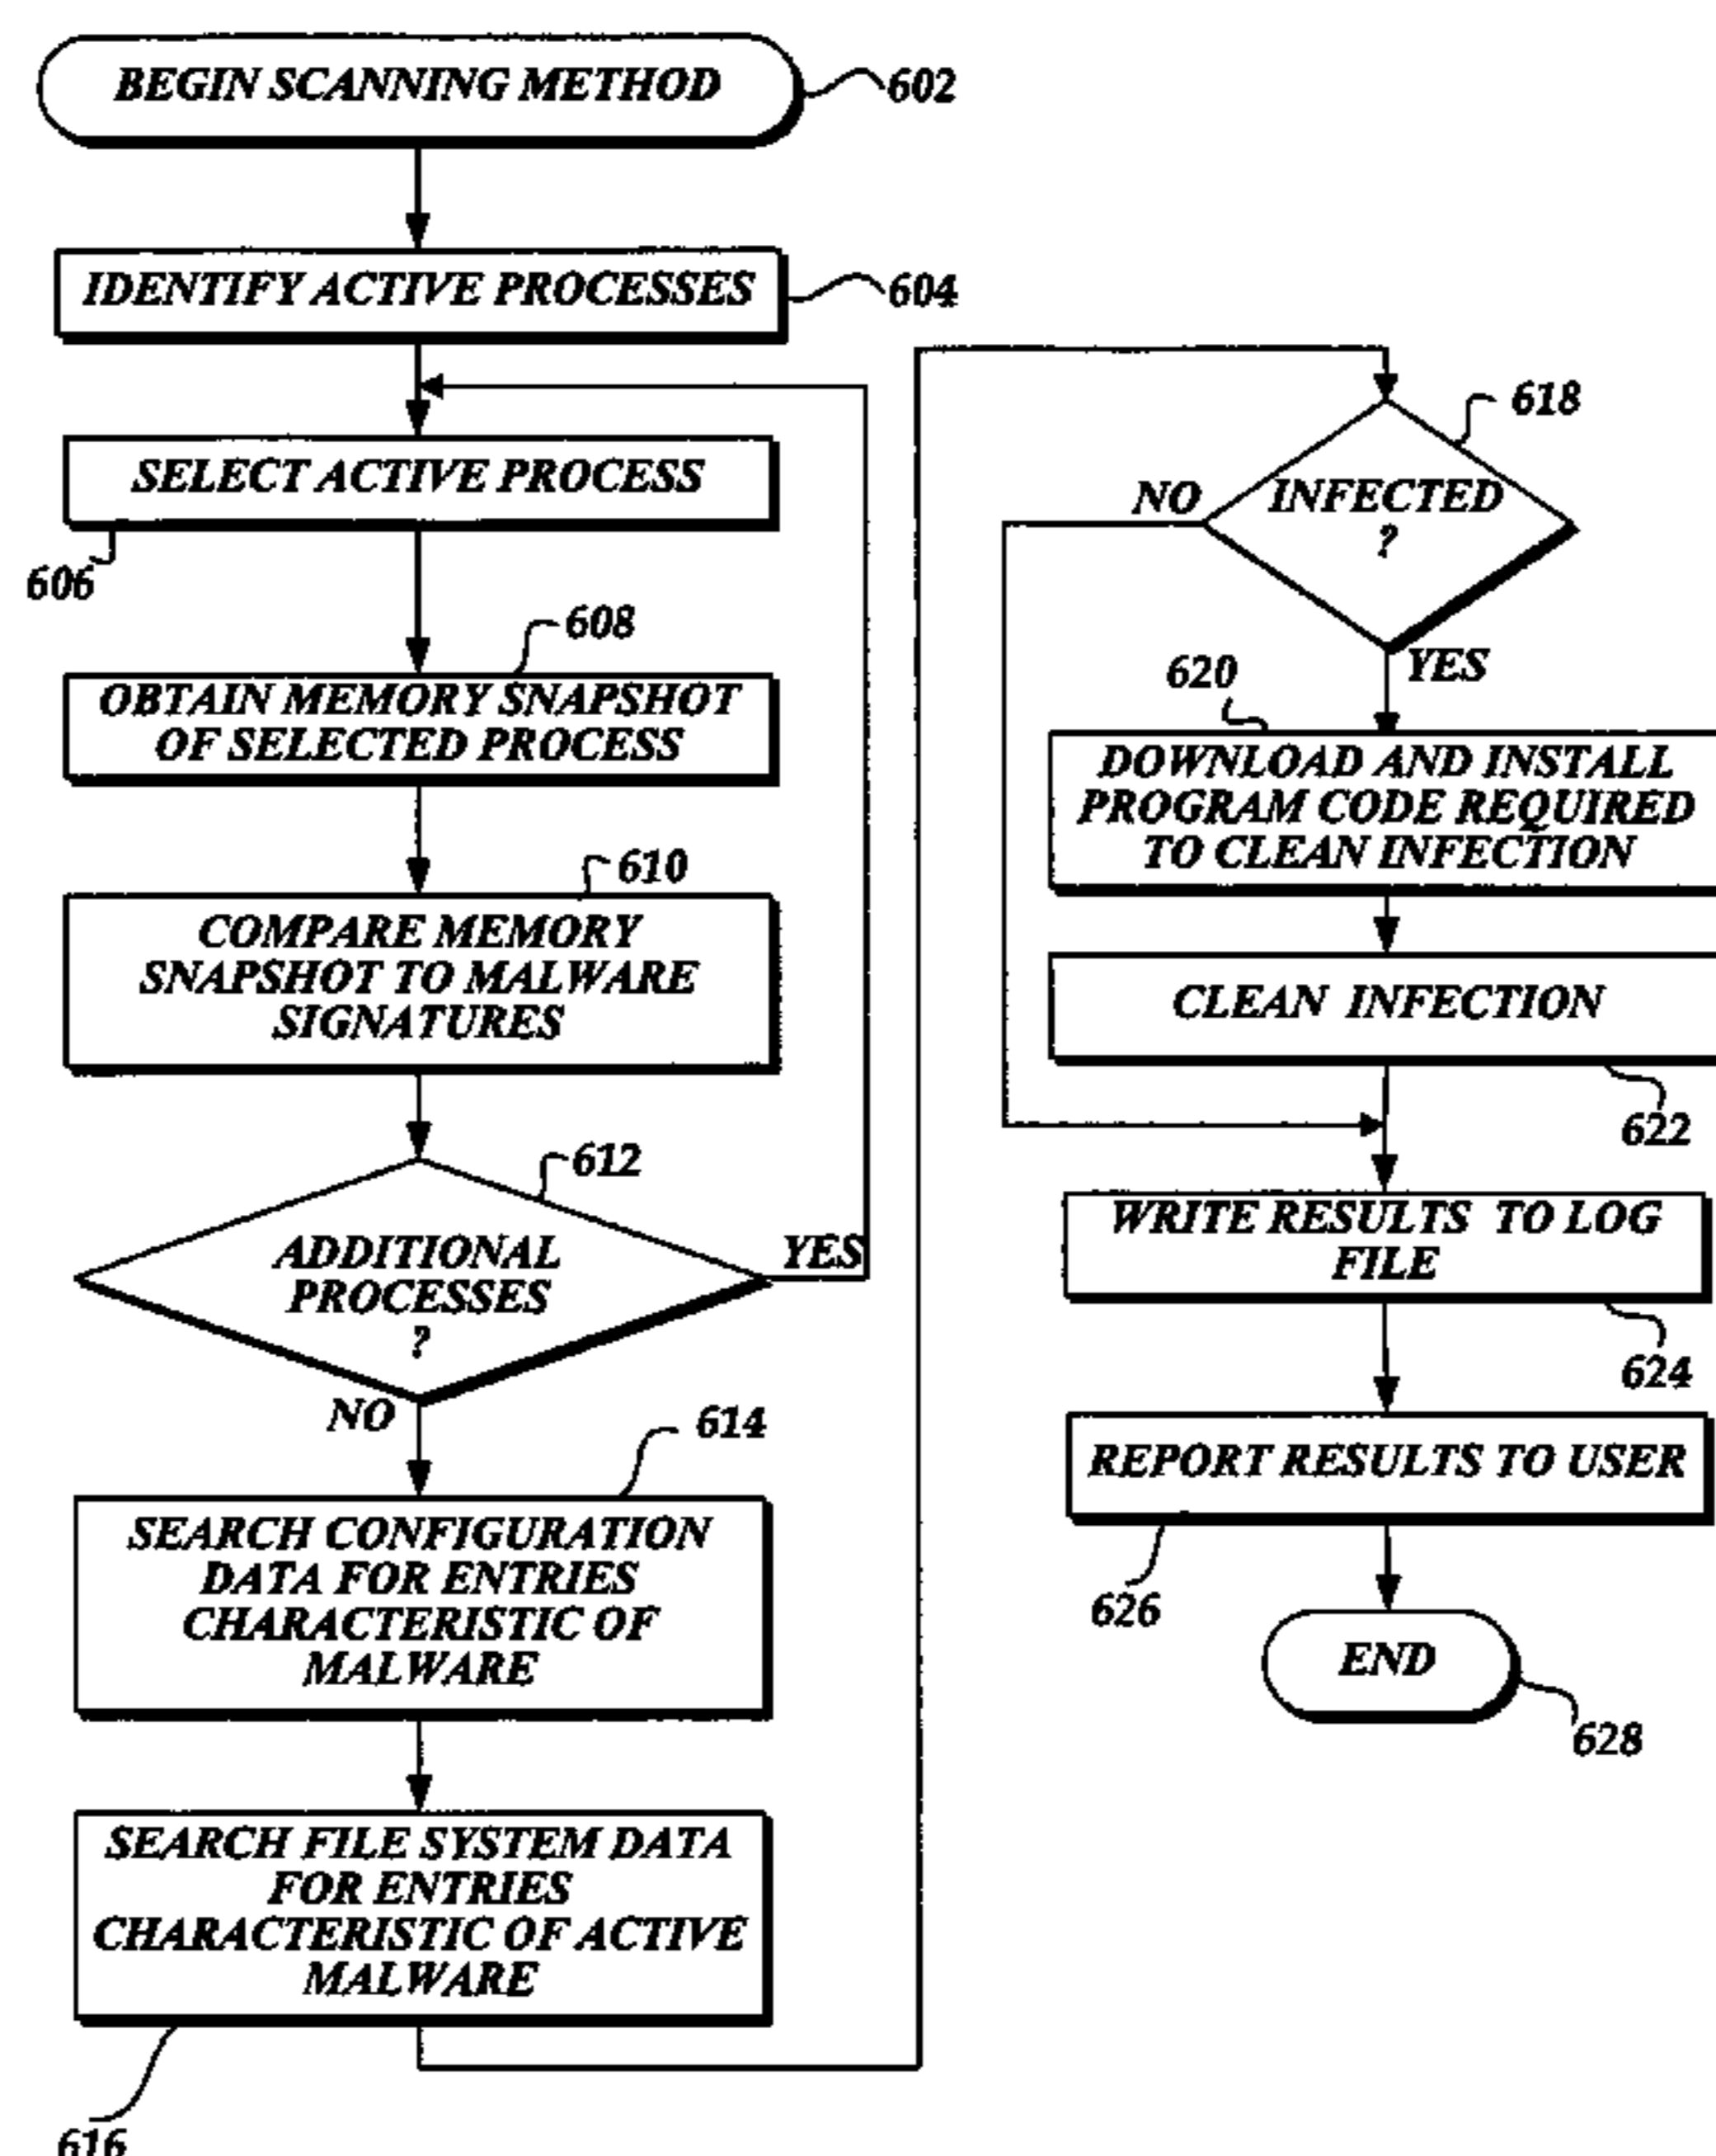 BEGIN SCANNING METHOD
602
IDENTIFY ACTIVE PROCESSES
604
SELECT ACTIVE PROCESS
606
608
OBTAIN MEMORY SNAPSHOT
OF SELECTED PROCESS
610
COMPARE MEMORY
SNAPSHOT TO MALWARE
SIGNATURES
612
ADDITIONAL
PROCESSES
?
YES
NO
614
SEARCH CONFIGURATION
DATA FOR ENTRIES
CHARACTERISTIC OF
MALWARE
SEARCH FILE SYSTEM DATA
FOR ENTRIES
CHARACTERISTIC OF ACTIVE
MALWARE
616
618
INFECTED
?
NO
YES
620
DOWNLOAD AND INSTALL
PROGRAM CODE REQUIRED
TO CLEAN INFECTION
CLEAN INFECTION
622
WRITE RESULTS TO LOG
FILE
624
REPORT RESULTS TO USER
626
END
628